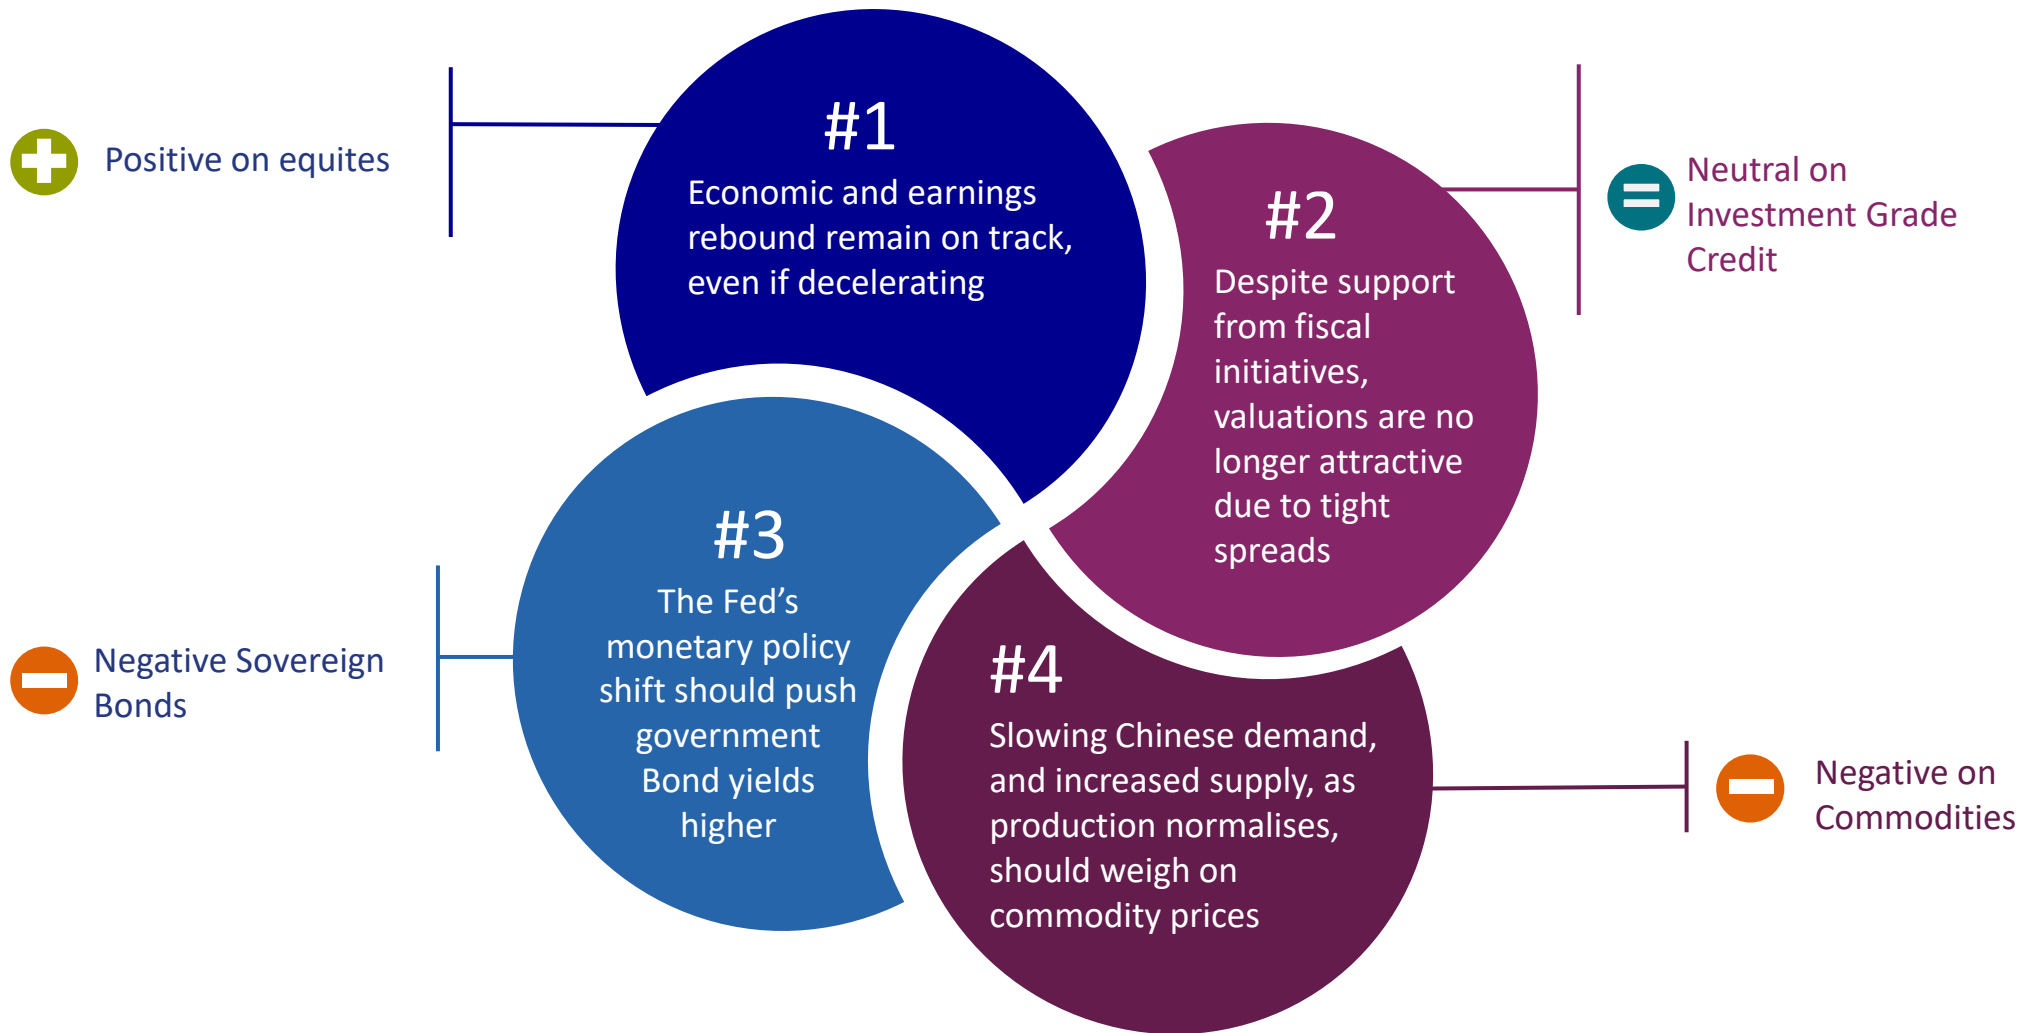 Positive on equites
#1
Economic and earnings
rebound remain on track,
even if decelerating
#2
Despite support
from fiscal
initiatives,
valuations are no
longer attractive
due to tight
spreads
Neutral on
Investment Grade
Credit
Negative Sovereign
Bonds
#3
The Fed’s
monetary policy
shift should push
government
Bond yields
higher
#4
Slowing Chinese demand,
and increased supply, as
production normalises,
should weigh on
commodity prices
Negative on
Commodities